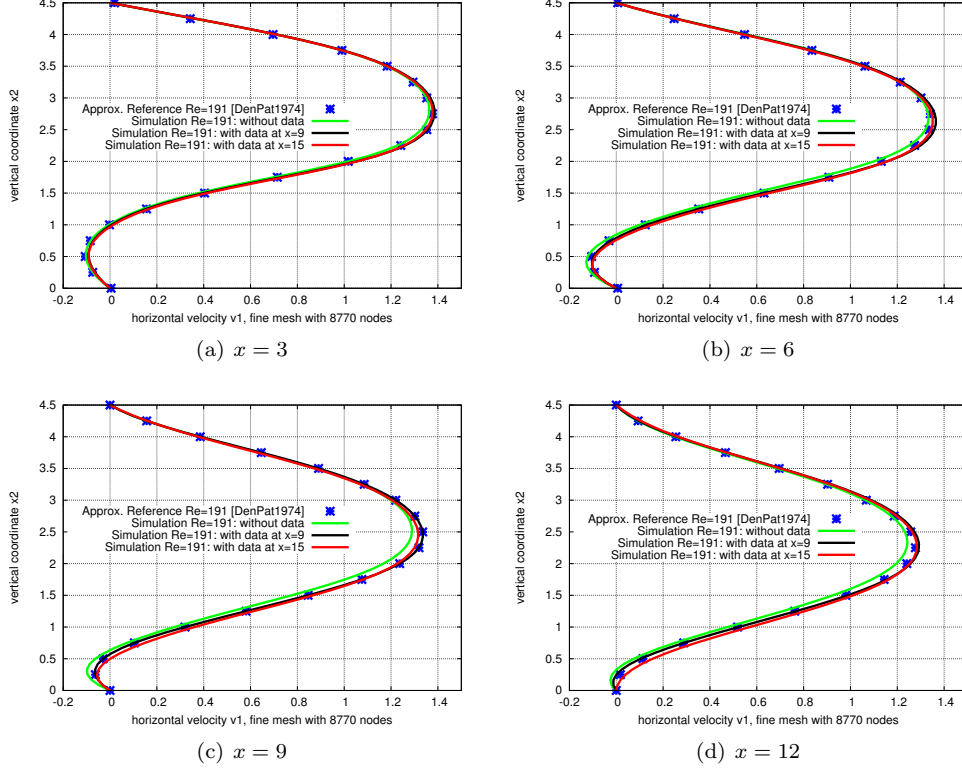 4.5
4
3.5
3
2.5
2
1.5
1
0.5
0
vertical coordinate x2
Approx. Reference Re=191 [DenPat1974]
Simulation Re=191: without data
Simulation Re=191: with data at x=9
Simulation Re=191: with data at x=15
-0.2 0 0.2 0.4 0.6 0.8 1 1.2 1.4
horizontal velocity v1, fine mesh with 8770 nodes
(a) x = 3
4.5
4
3.5
3
2.5
2
1.5
1
0.5
0
vertical coordinate x2
Approx. Reference Re=191 [DenPat1974]
Simulation Re=191: without data
Simulation Re=191: with data at x=9
Simulation Re=191: with data at x=15
-0.2 0 0.2 0.4 0.6 0.8 1 1.2 1.4
horizontal velocity v1, fine mesh with 8770 nodes
(b) x = 6
4.5
4
3.5
3
2.5
2
1.5
1
0.5
0
vertical coordinate x2
Approx. Reference Re=191 [DenPat1974]
Simulation Re=191: without data
Simulation Re=191: with data at x=9
Simulation Re=191: with data at x=15
-0.2 0 0.2 0.4 0.6 0.8 1 1.2 1.4
horizontal velocity v1, fine mesh with 8770 nodes
(c) x = 9
4.5
4
3.5
3
2.5
2
1.5
1
0.5
0
vertical coordinate x2
Approx. Reference Re=191 [DenPat1974]
Simulation Re=191: without data
Simulation Re=191: with data at x=9
Simulation Re=191: with data at x=15
-0.2 0 0.2 0.4 0.6 0.8 1 1.2 1.4
horizontal velocity v1, fine mesh with 8770 nodes
(d) x = 12